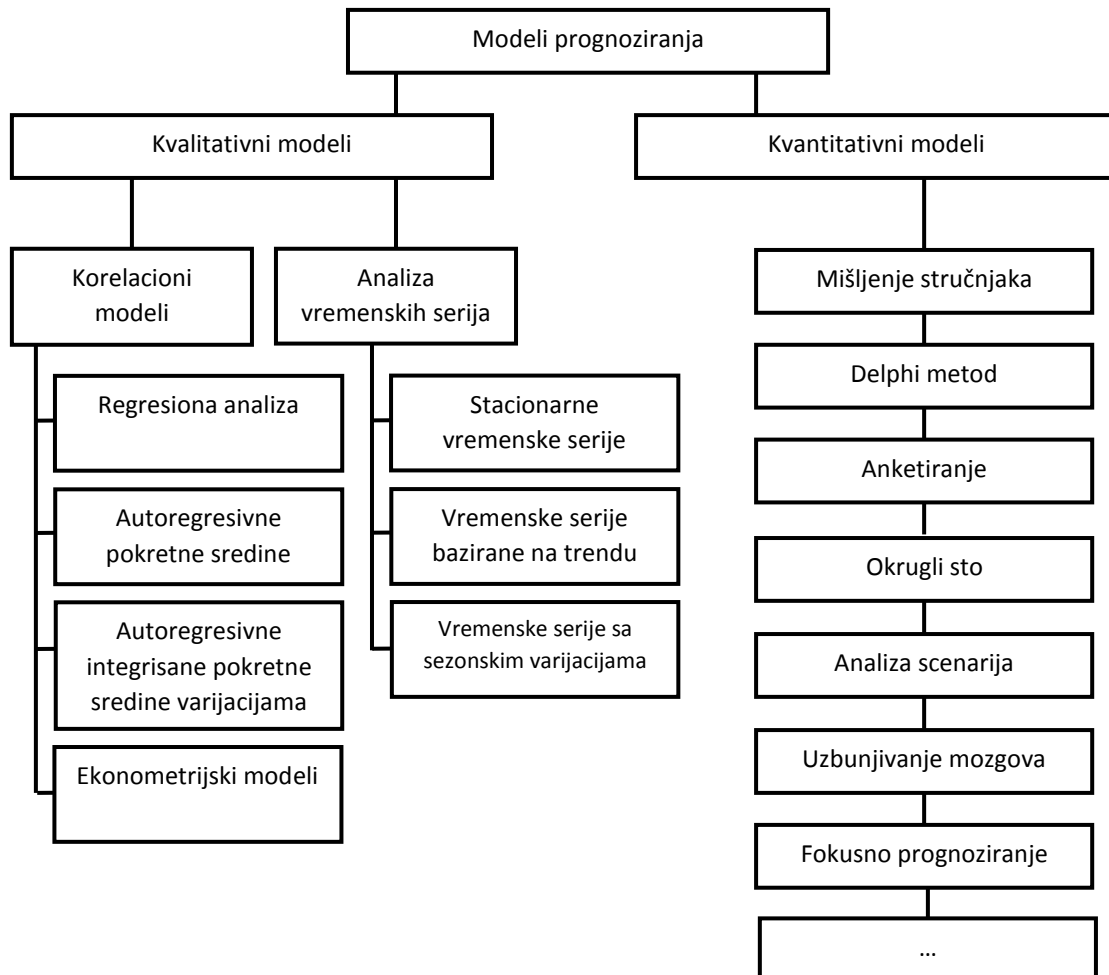 Modeli prognoziranja
Kvalitativni modeli
Kvantitativni modeli
Korelacioni
modeli
Analiza
vremenskih serija
Regresiona analiza
Autoregresivne
pokretne sredine
Autoregresivne
integrisane pokretne
sredine varijacijama
Ekonometrijski modeli
Stacionarne
vremenske serije
Vremenske serije
bazirane na trendu
Vremenske serije sa
sezonskim varijacijama
Mišljenje stručnjaka
Delphi metod
Anketiranje
Okrugli sto
Analiza scenarija
Uzbunjivanje mozgova
Fokusno prognoziranje
...